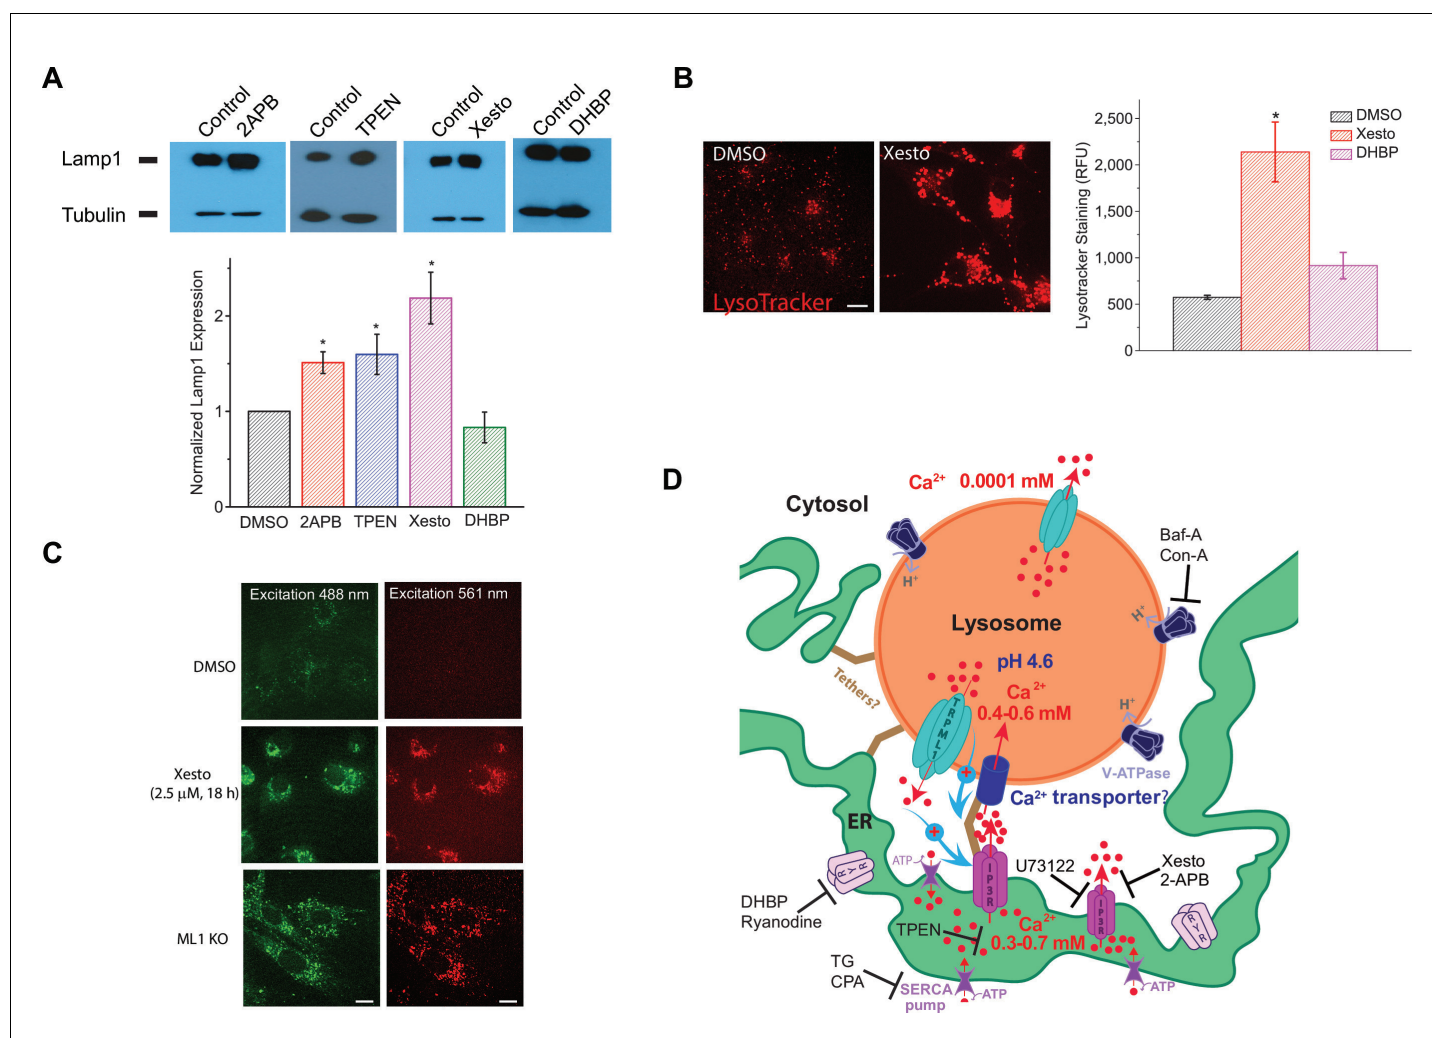 A
Control
2APB
Control
TPEN
Control
Xesto
Control
DHBP
Lamp1
Tubulin
Normalized Lamp1 Expression
2
1
0
*
*
*
DMSO
2APB
TPEN
Xesto
DHBP
B
DMSO
LysoTracker
Xesto
Lysotracker Staining (RFU)
2,500
2,000
1,500
1,000
500
0
*
DMSO
Xesto
DHBP
C
Excitation 488 nm
Excitation 561 nm
DMSO
Xesto
(2.5 µM, 18 h)
ML1 KO
D
Ca2+ 0.0001 mM
Cytosol
H+
Baf-A
Con-A
H+
Lysosome
pH 4.6
Ca2+
0.4-0.6 mM
Tethers?
TRPML1
H+
V-ATPase
+
Ca2+ transporter?
ER
+
ATP
RYR
IP3R
U73122
Xesto
2-APB
IP3R
RYR
DHBP
Ryanodine
TPEN
Ca2+
0.3-0.7 mM
TG
CPA
SERCA
pump
ATP
ATP